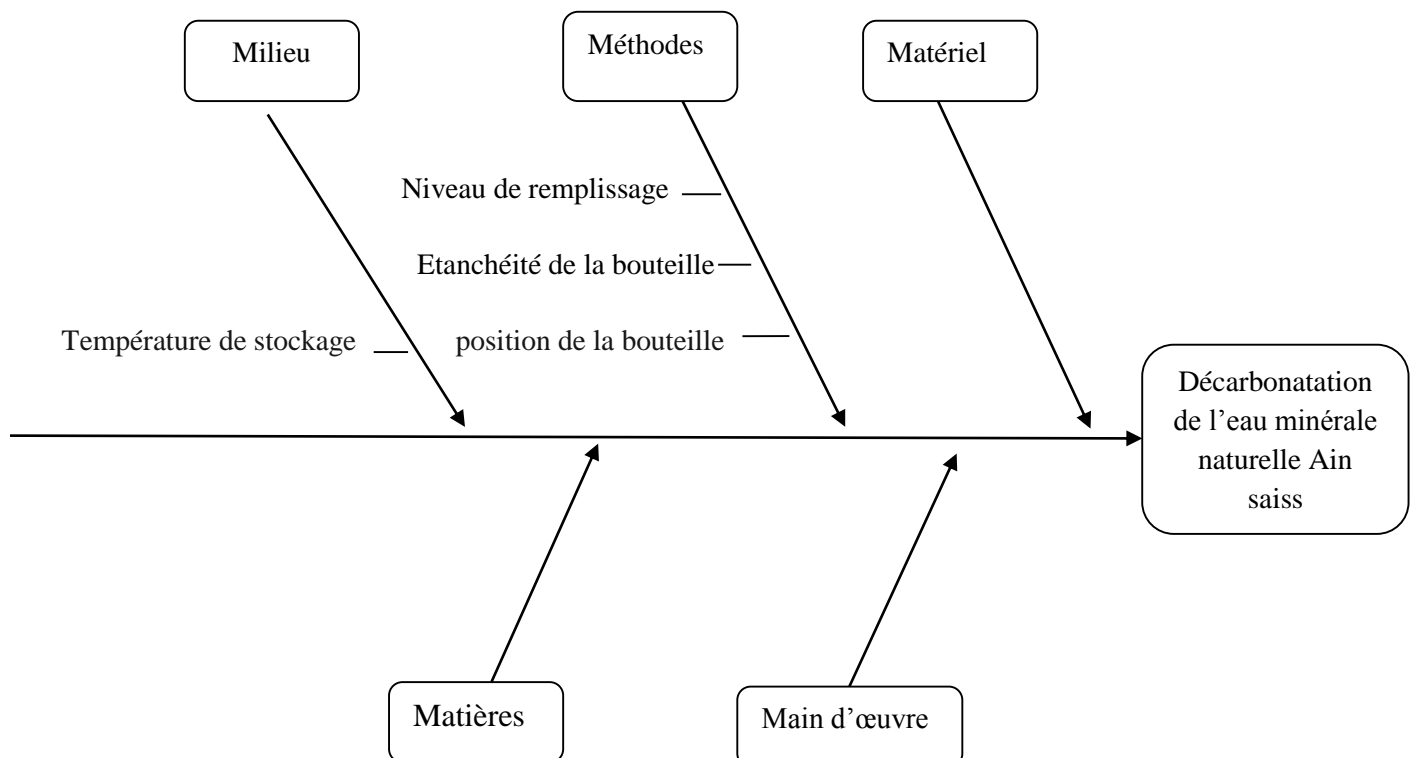 Milieu
Méthodes
Matériel
Niveau de remplissage
Etanchéité de la bouteille
Température de stockage
position de la bouteille
Décarbonatation
de l’eau minérale
naturelle Ain
saiss
Matières
Main d’œuvre